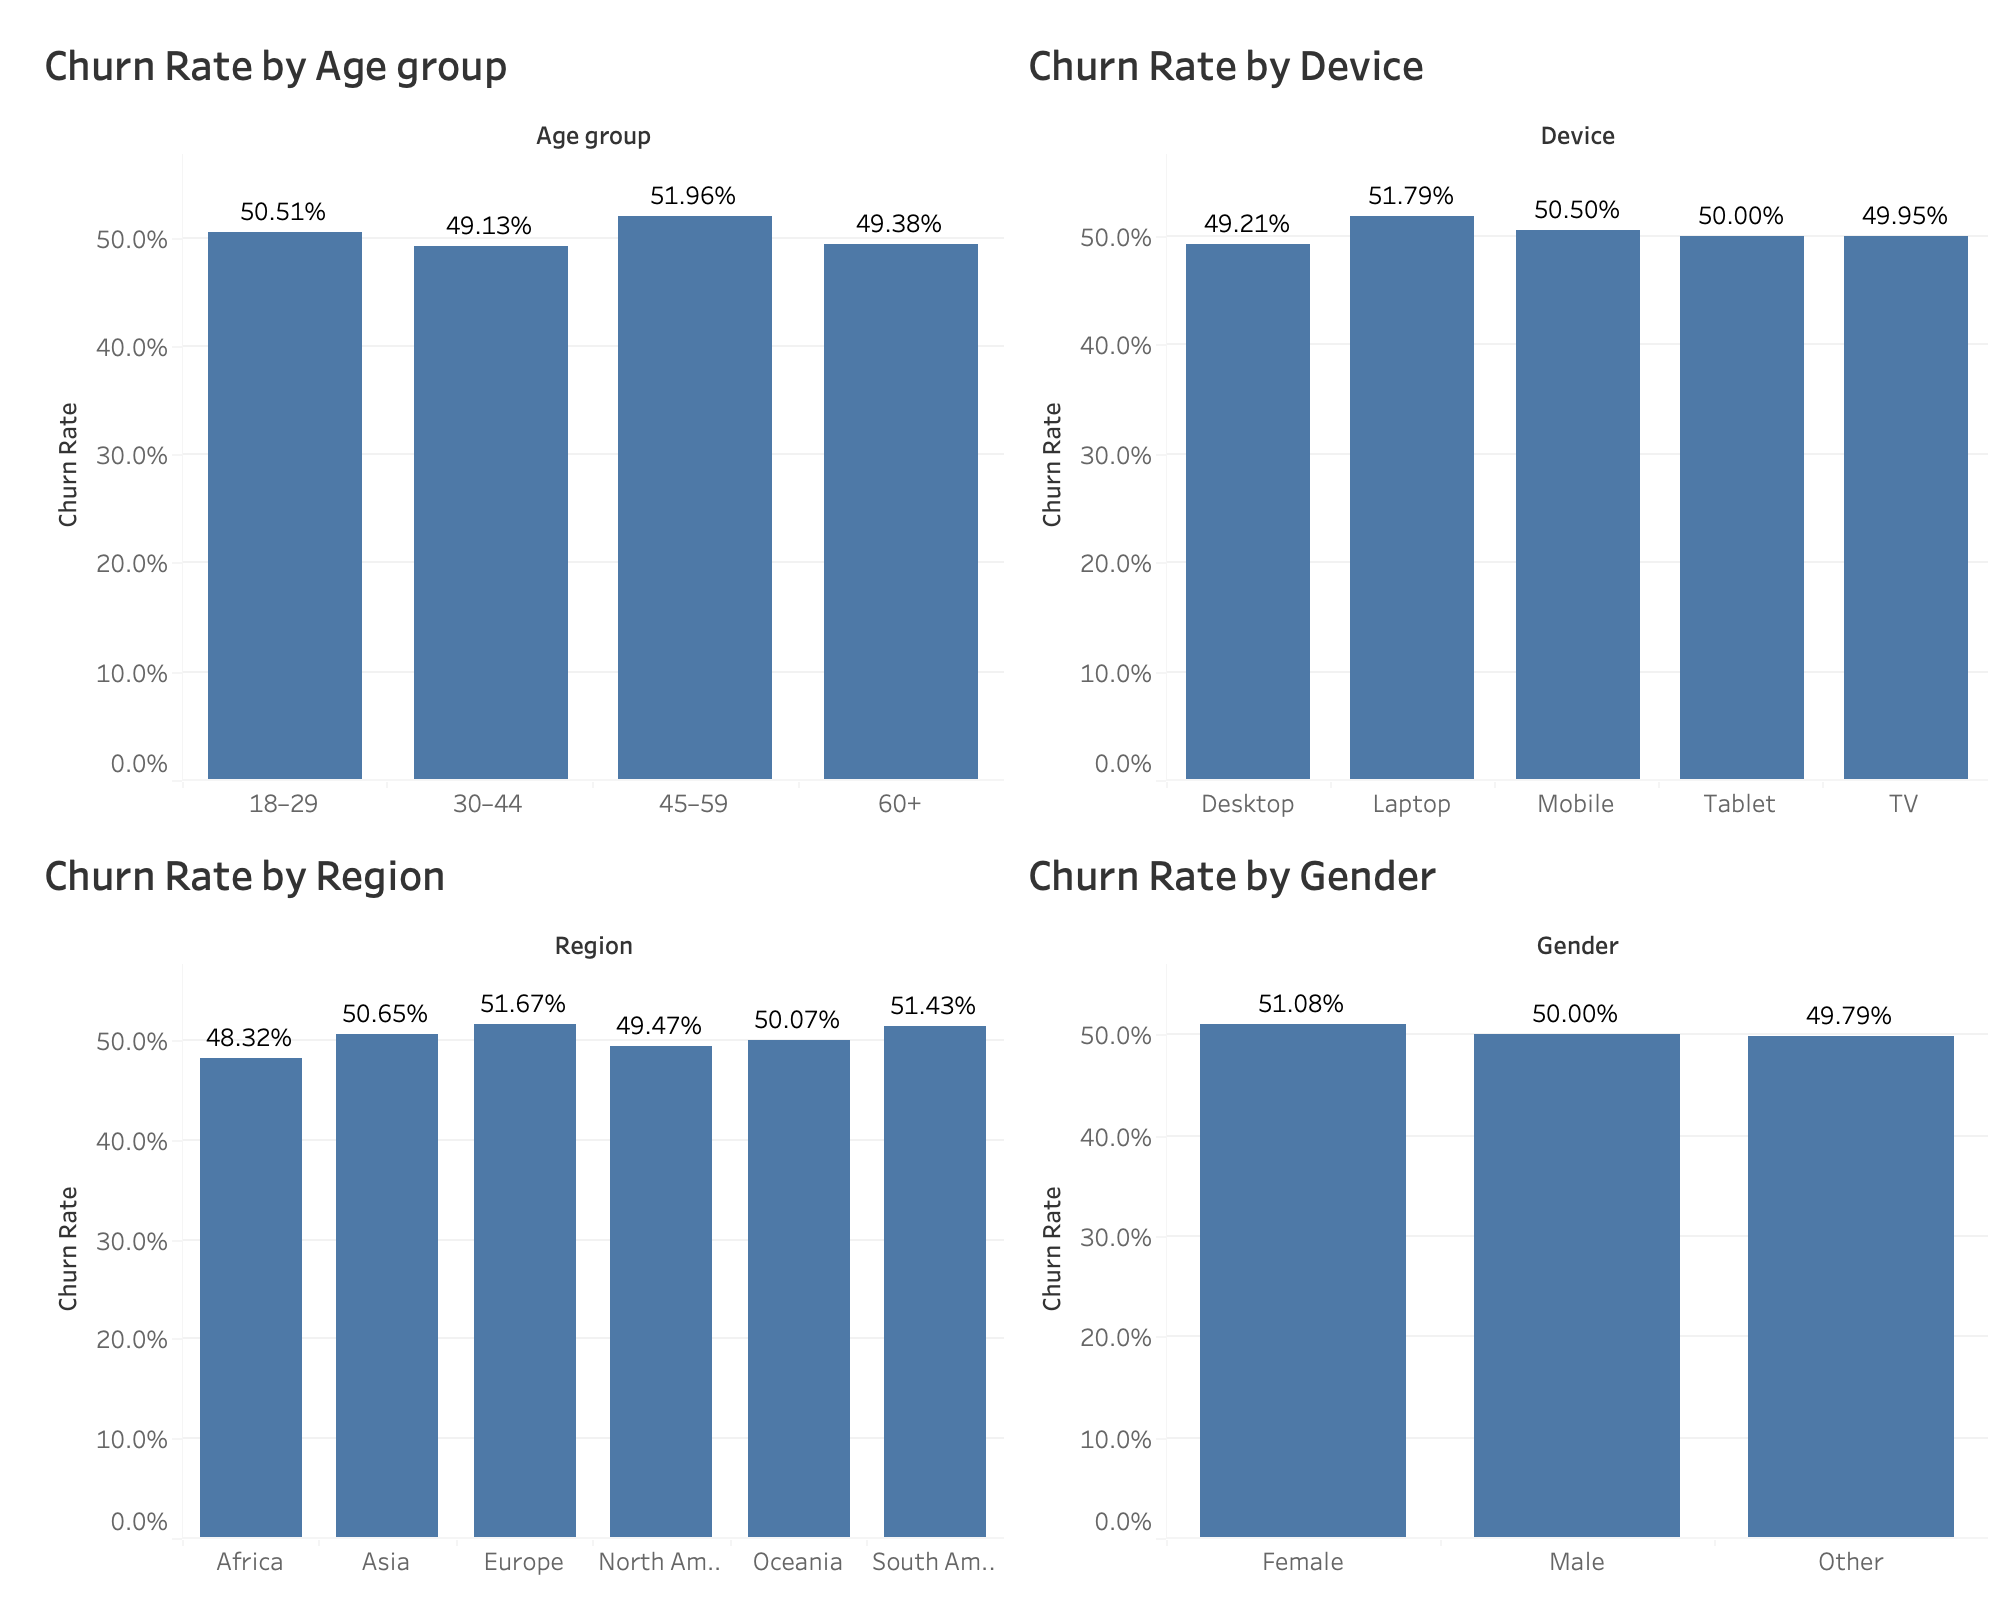 Churn Rate by Age group
Age group
Churn Rate
50.0%
40.0%
30.0%
20.0%
10.0%
0.0%
50.51%
49.13%
51.96%
49.38%
18–29
30–44
45–59
60+
Churn Rate by Device
Device
Churn Rate
50.0%
40.0%
30.0%
20.0%
10.0%
0.0%
49.21%
51.79%
50.50%
50.00%
49.95%
Desktop
Laptop
Mobile
Tablet
TV
Churn Rate by Region
Region
Churn Rate
50.0%
40.0%
30.0%
20.0%
10.0%
0.0%
48.32%
50.65%
51.67%
49.47%
50.07%
51.43%
Africa
Asia
Europe
North Am..
Oceania
South Am..
Churn Rate by Gender
Gender
Churn Rate
50.0%
40.0%
30.0%
20.0%
10.0%
0.0%
51.08%
50.00%
49.79%
Female
Male
Other